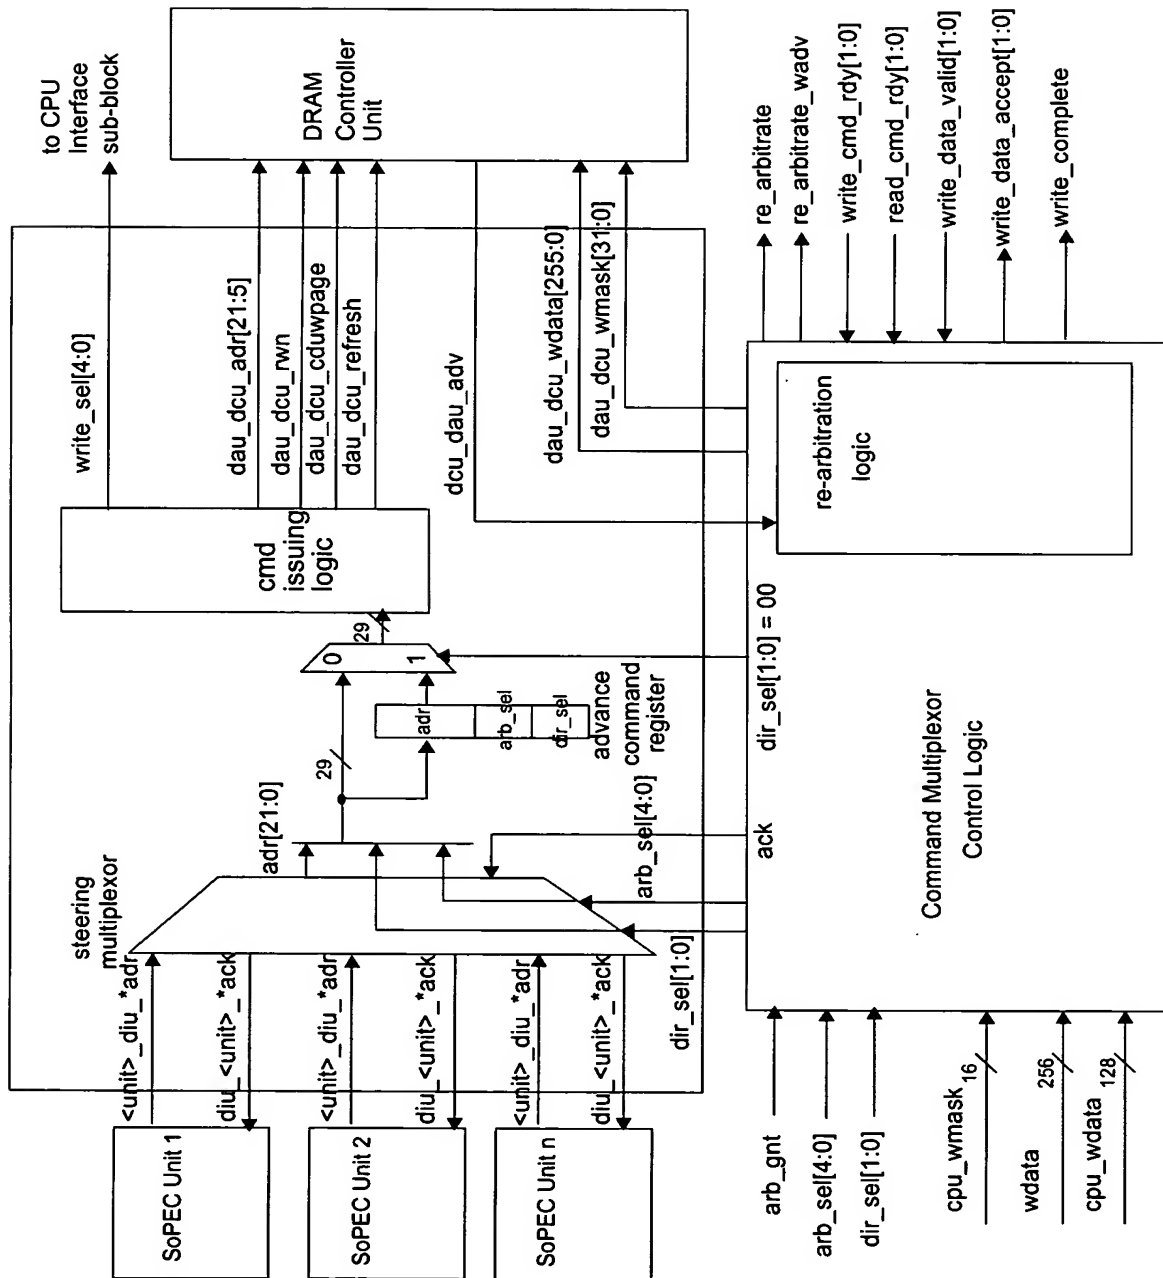 to CPU
Interface
sub-block
DRAM
Controller
Unit
write_sel[4:0]
dau_dcu_adr[21:5]
dau_dcu_rwn
dau_dcu_cduwpage
dau_dcu_refresh
dcu_dau_adv
dau_dcu_wdata[255:0]
dau_dcu_wmask[31:0]
re_arbitrate
re_arbitrate_wadv
write_cmd_rdy[1:0]
read_cmd_rdy[1:0]
write_data_valid[1:0]
write_data_accept[1:0]
write_complete
cmd
issuing
logic
re-arbitration
logic
29
0
1
dir_sel[1:0] = 00
adr
arb_sel
dir_sel
advance
command
register
29
adr[21:0]
arb_sel[4:0]
ack
Command Multiplexor
Control Logic
steering
multiplexor
<unit>_diu_*adr
diu_<unit>_*ack
<unit>_diu_*adr
diu_<unit>_*ack
<unit>_diu_*adr
diu_<unit>_*ack
dir_sel[1:0]
SoPEC Unit 1
SoPEC Unit 2
SoPEC Unit n
arb_gnt
arb_sel[4:0]
dir_sel[1:0]
cpu_wmask
16
wdata
256
cpu_wdata
128